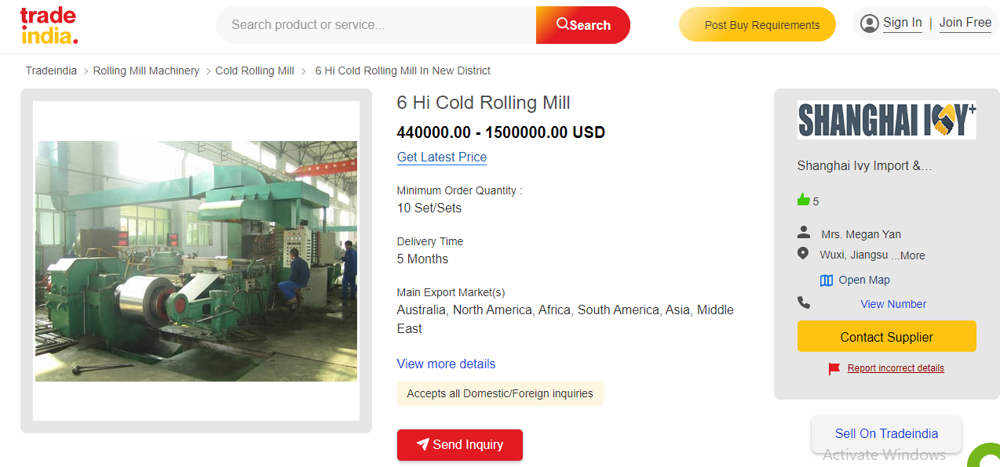 trade
india.
Search product or service...
Search
Post Buy Requirements
Sign In | Join Free
Tradeindia > Rolling Mill Machinery > Cold Rolling Mill > 6 Hi Cold Rolling Mill In New District
6 Hi Cold Rolling Mill
440000.00 - 1500000.00 USD
Get Latest Price
Minimum Order Quantity :
10 Set/Sets
Delivery Time
5 Months
Main Export Market(s)
Australia, North America, Africa, South America, Asia, Middle
East
View more details
Accepts all Domestic/Foreign inquiries
Send Inquiry
SHANGHAI IVY+
Shanghai Ivy Import &...
5
Mrs. Megan Yan
Wuxi, Jiangsu ...More
Open Map
View Number
Contact Supplier
Report incorrect details
Sell On Tradeindia
Activate Windows